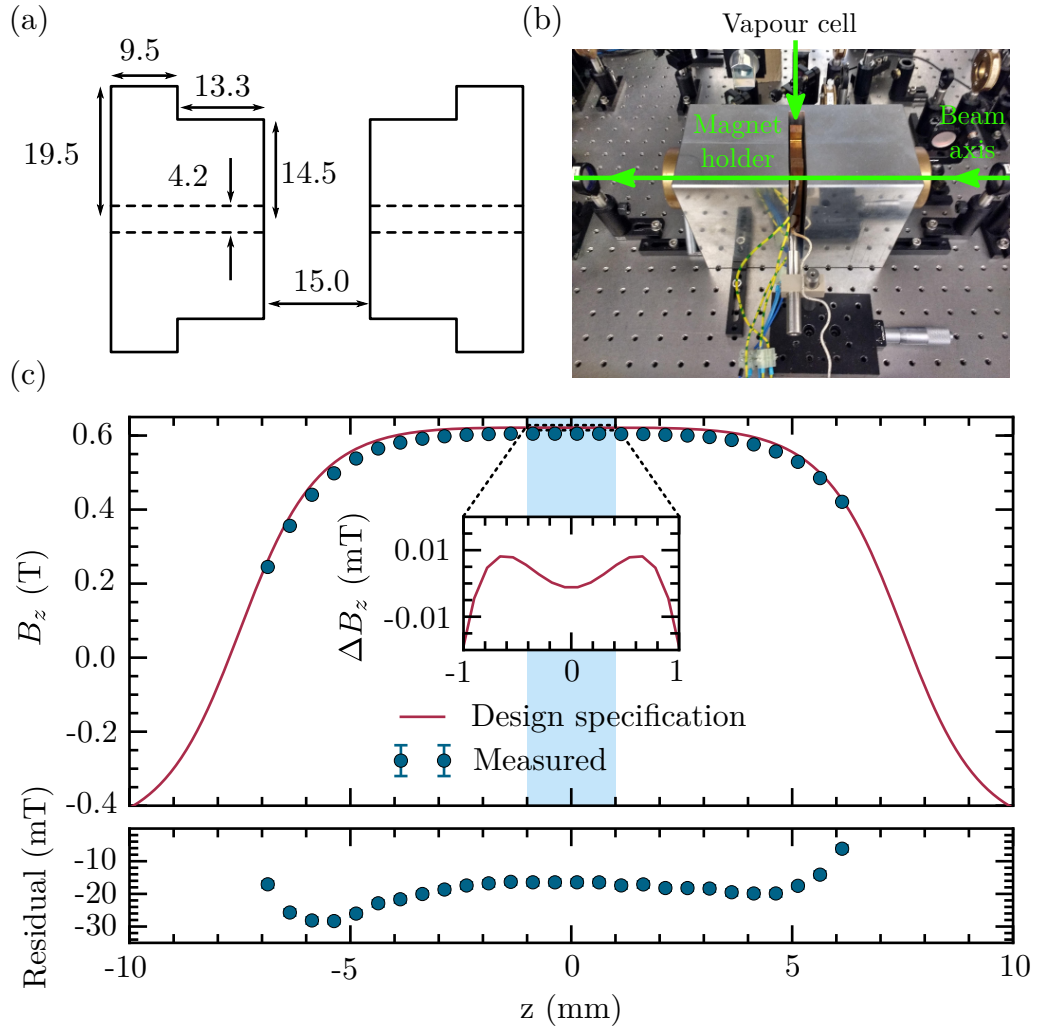 (a)
9.5
13.3
19.5
4.2
14.5
15.0
(b)
Vapour cell
Magnet
holder
Beam
axis
(c)
0.6
0.4
0.2
0.0
-0.2
-0.4
B_z (T)
ΔB_z (mT)
0.01
-0.01
-1
0
1
Design specification
Measured
Residual (mT)
-10
-20
-30
-10
-5
0
5
10
z (mm)